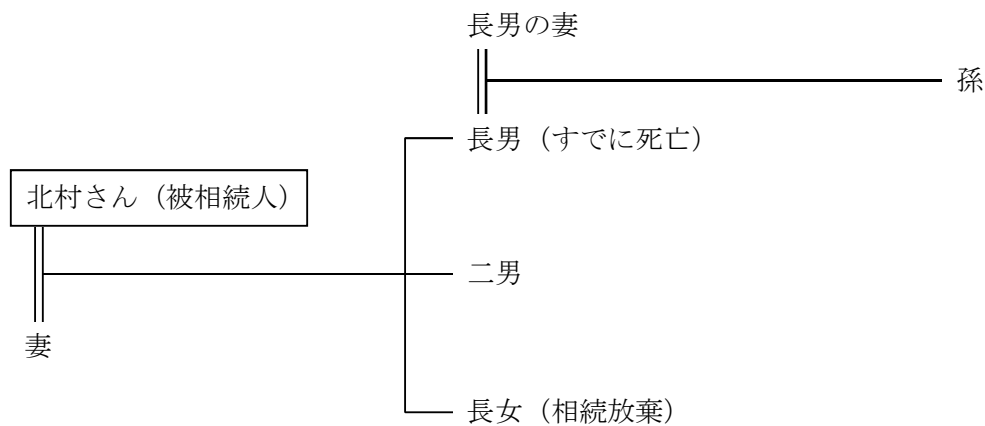 長男の妻
孫
長男（すでに死亡）
北村さん（被相続人）
二男
妻
長女（相続放棄）